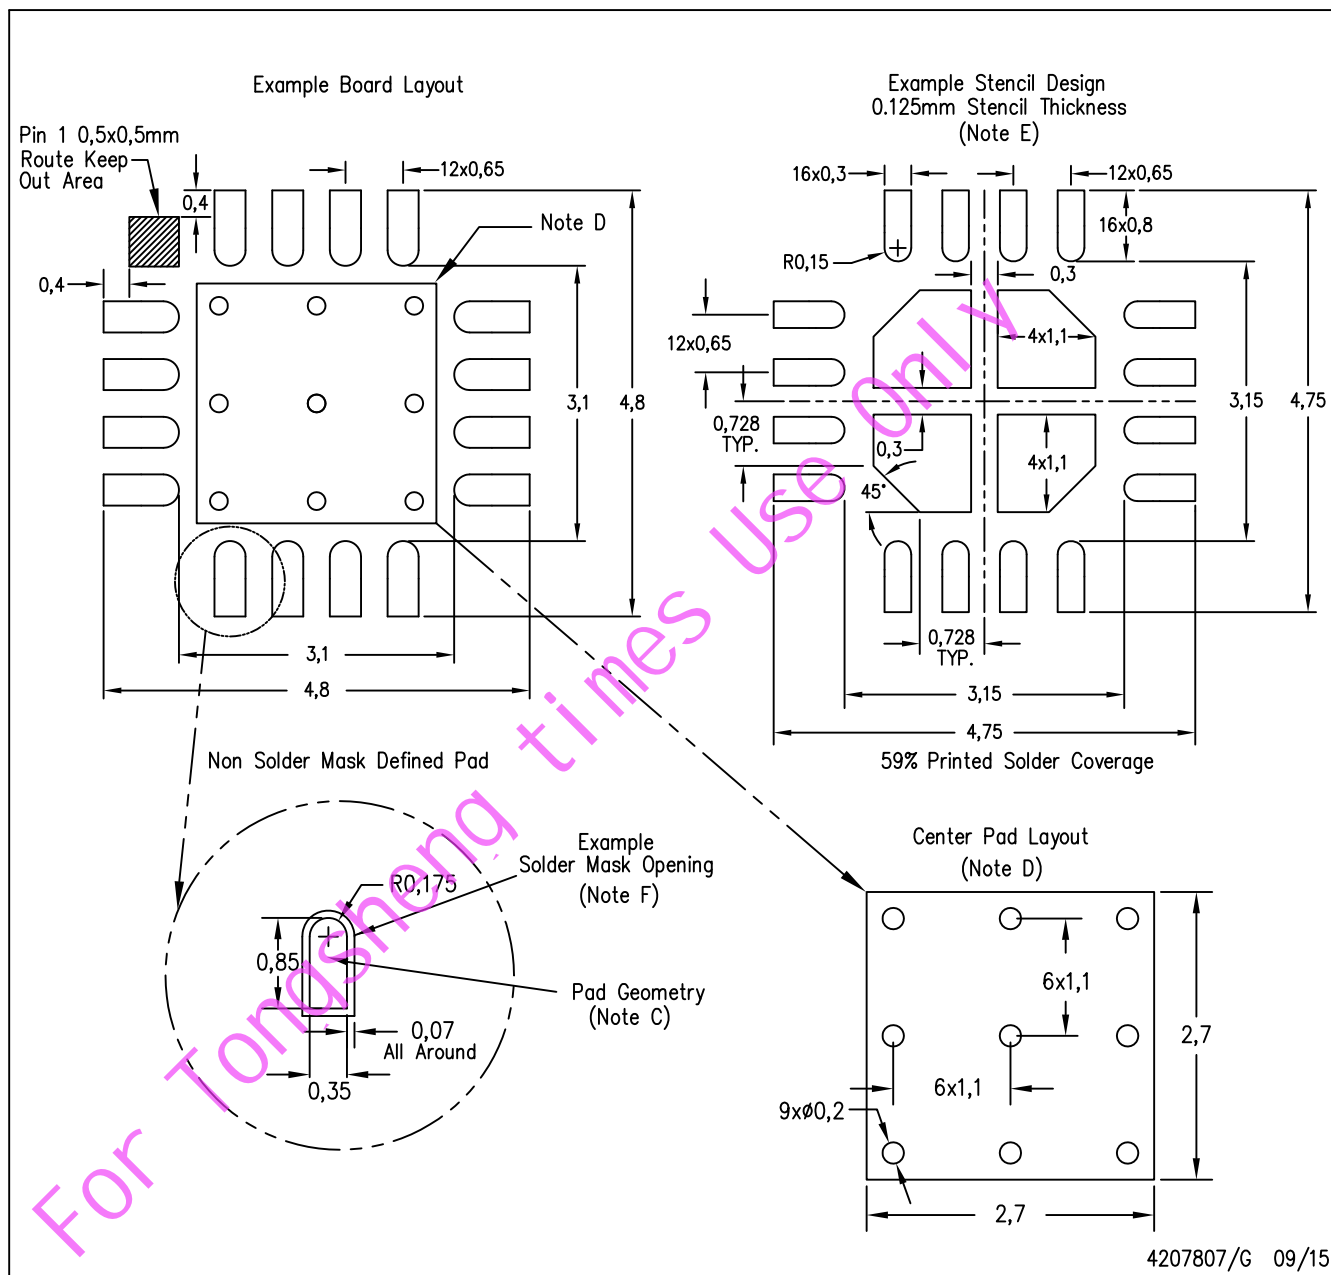 Example Board Layout
Pin 1 0,5x0,5mm
Route Keep
Out Area
0,4
12x0,65
Note D
0,4
3,1
4,8
3,1
4,8
Example Stencil Design
0.125mm Stencil Thickness
(Note E)
16x0,3
12x0,65
16x0,8
R0,15
0,3
12x0,65
4x1,1
0,728
TYP.
0,3
4x1,1
45°
3,15
4,75
0,728
TYP.
3,15
4,75
59% Printed Solder Coverage
Non Solder Mask Defined Pad
Example
Solder Mask Opening
(Note F)
R0,175
0,85
Pad Geometry
(Note C)
0,07
All Around
0,35
Center Pad Layout
(Note D)
6x1,1
6x1,1
9xø0,2
2,7
2,7
For Tongsheng times Use Only
4207807/G 09/15